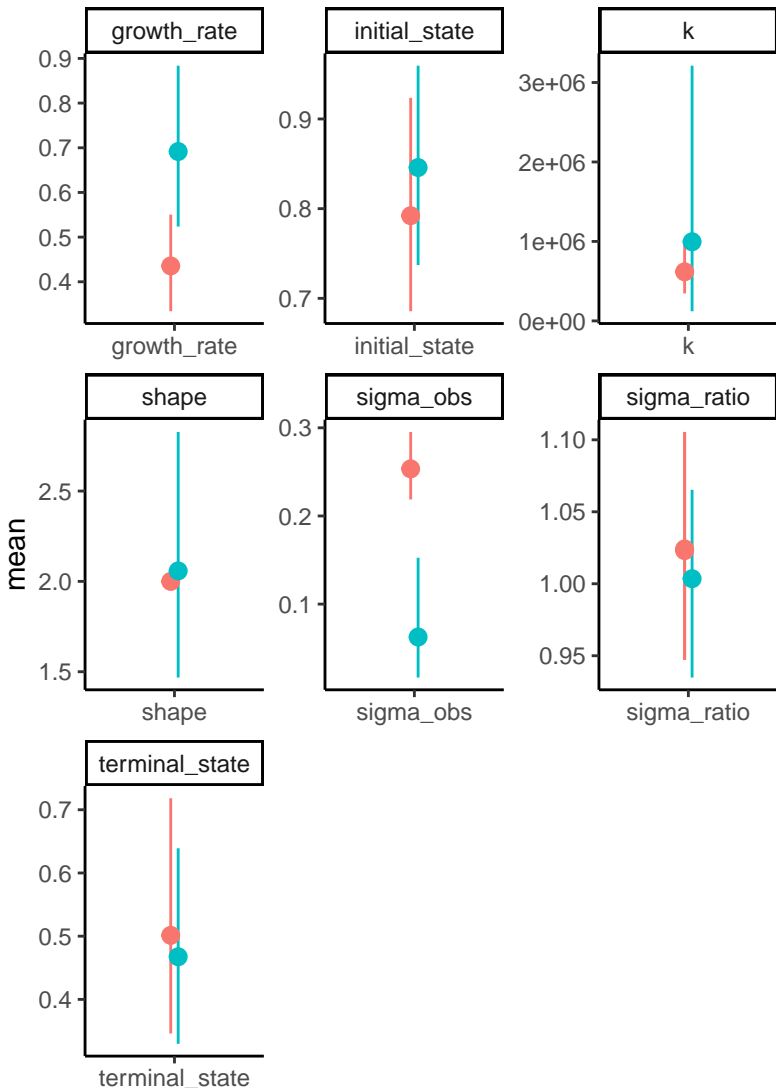 growth_rate
0.9
0.8
0.7
0.6
0.5
0.4
growth_rate
initial_state
0.9
0.8
0.7
initial_state
k
3e+06
2e+06
1e+06
0e+00
k
mean
shape
2.5
2.0
1.5
shape
sigma_obs
0.3
0.2
0.1
sigma_obs
sigma_ratio
1.10
1.05
1.00
0.95
sigma_ratio
terminal_state
0.7
0.6
0.5
0.4
terminal_state